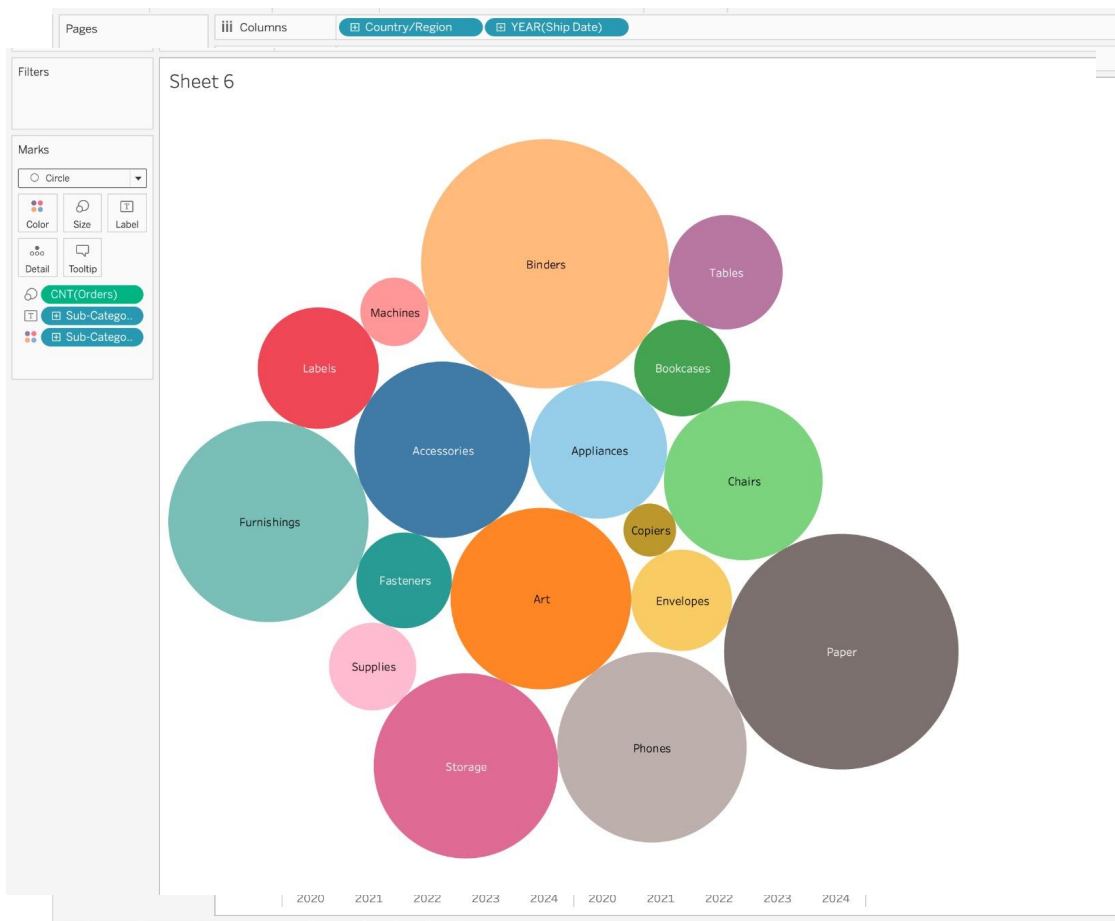 Pages
iii Columns
Country/Region
YEAR(Ship Date)
Filters
Sheet 6
Marks
Circle
Color
Size
Label
Detail
Tooltip
CNT(Orders)
Sub-Catego..
Sub-Catego..
Binders
Tables
Machines
Labels
Bookcases
Accessories
Appliances
Chairs
Furnishings
Copiers
Fasteners
Art
Envelopes
Paper
Supplies
Phones
Storage
2020 2021 2022 2023 2024 2020 2021 2022 2023 2024